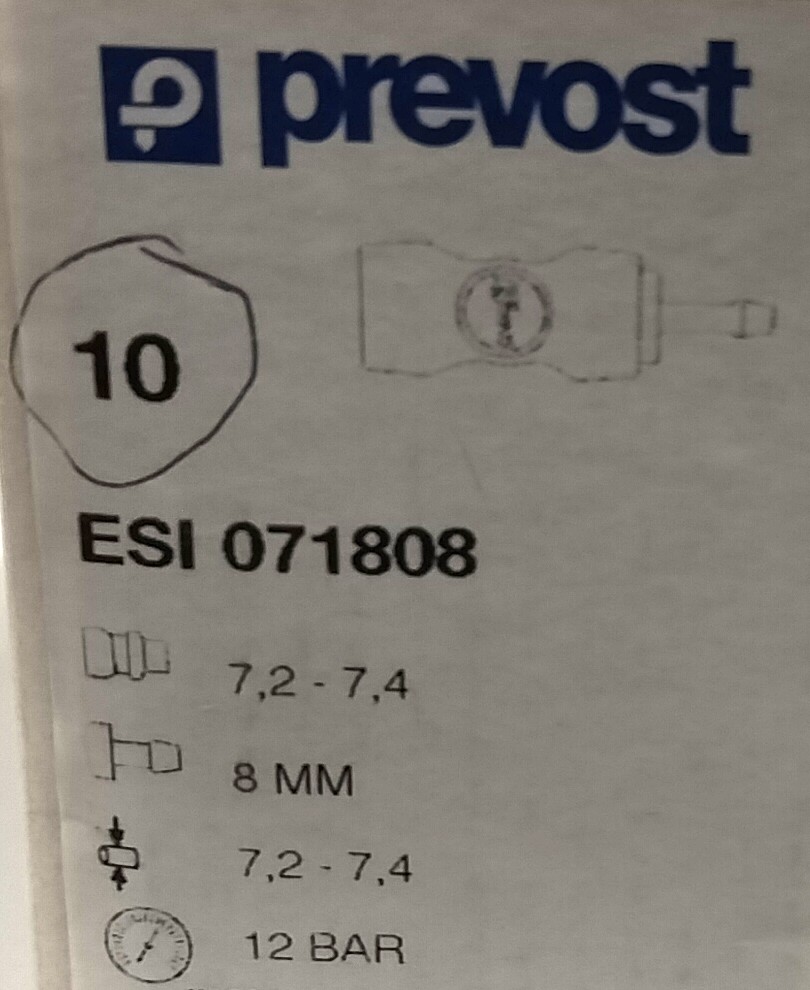 prevost
10
ESI 071808
7,2 - 7,4
8 MM
7,2 - 7,4
12 BAR